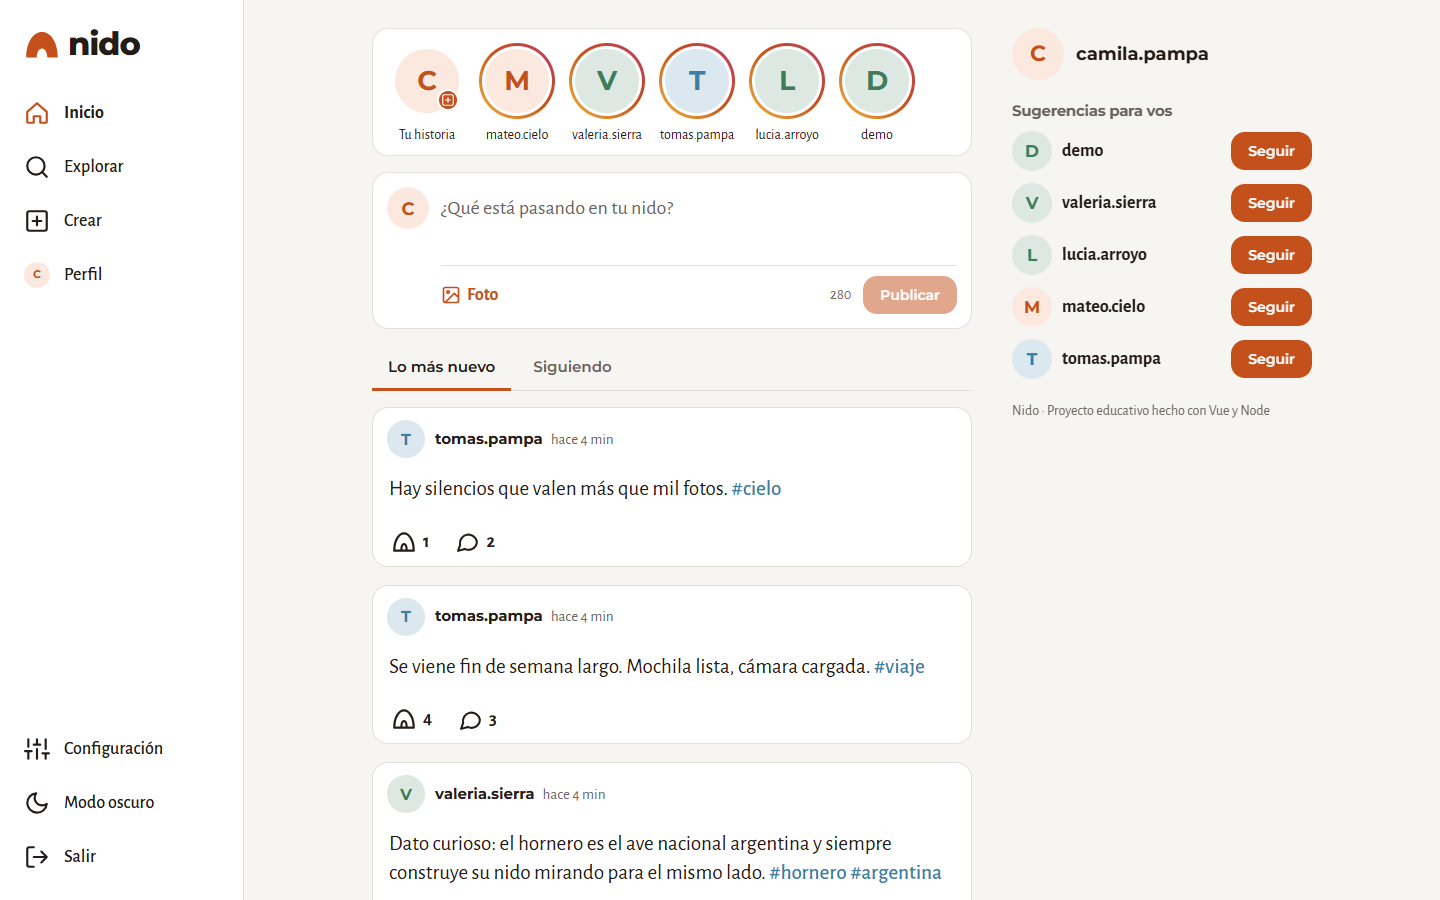 nido
Inicio
Explorar
Crear
C Perfil
Configuración
Modo oscuro
Salir
C M V T L D
Tu historia mateo.cielo valeria.sierra tomas.pampa lucia.arroyo demo
C ¿Qué está pasando en tu nido?
Foto 280 Publicar
Lo más nuevo Siguiendo
T tomas.pampa hace 4 min
Hay silencios que valen más que mil fotos. #cielo
1 2
T tomas.pampa hace 4 min
Se viene fin de semana largo. Mochila lista, cámara cargada. #viaje
4 3
V valeria.sierra hace 4 min
Dato curioso: el hornero es el ave nacional argentina y siempre
construye su nido mirando para el mismo lado. #hornero #argentina
C camila.pampa
Sugerencias para vos
D demo Seguir
V valeria.sierra Seguir
L lucia.arroyo Seguir
M mateo.cielo Seguir
T tomas.pampa Seguir
Nido · Proyecto educativo hecho con Vue y Node